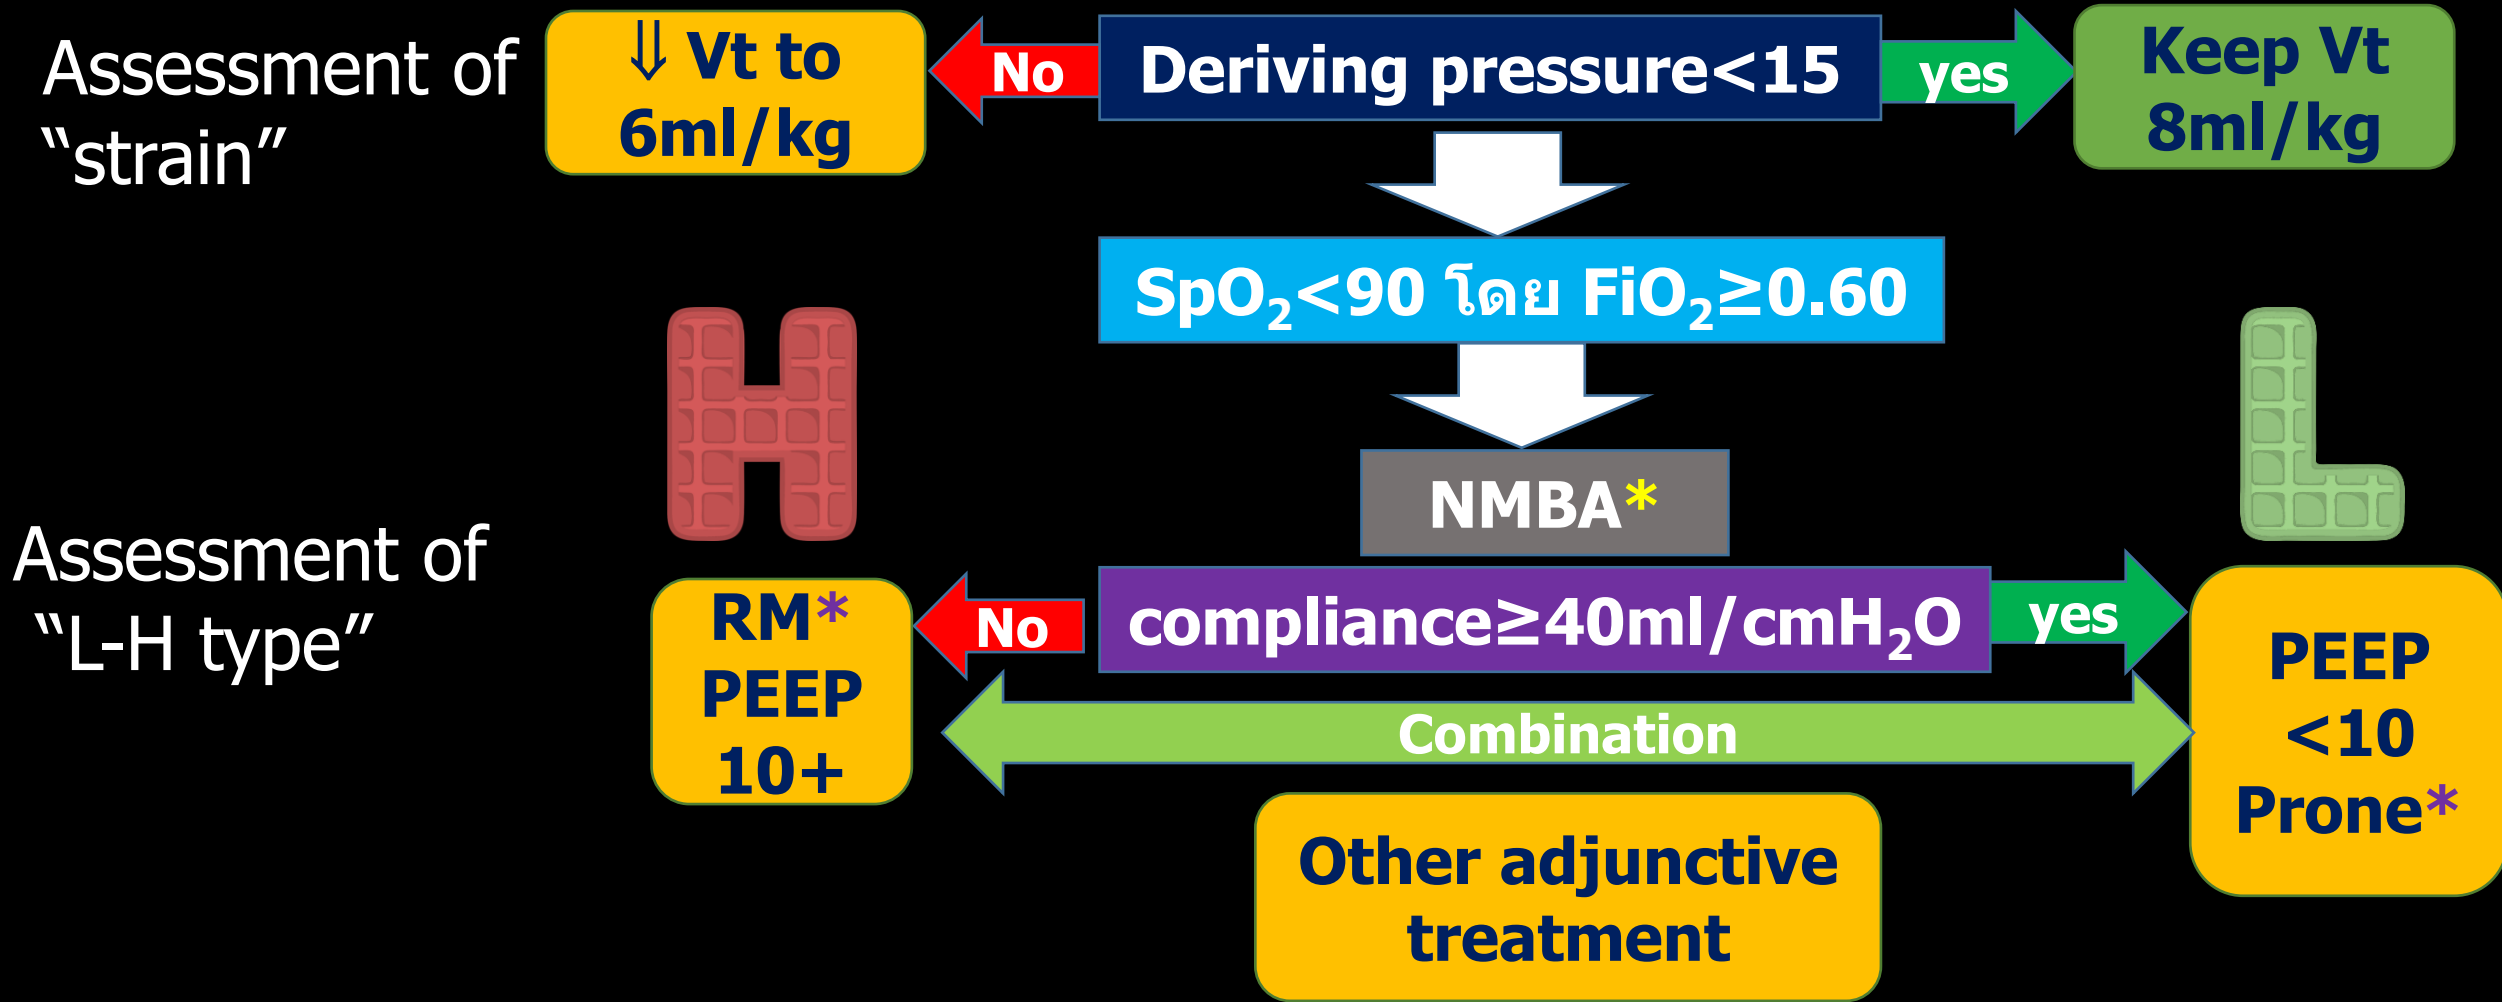 Assessment of
“strain”
⇓ Vt to
6ml/kg
No
Deriving pressure<15
yes
Keep Vt
8ml/kg
SpO₂<90 โดย FiO₂≥0.60
H
L
NMBA*
Assessment of
“L-H type”
RM*
PEEP
10+
No
compliance≥40ml/cmH₂O
yes
PEEP
<10
Prone*
Combination
Other adjunctive
treatment